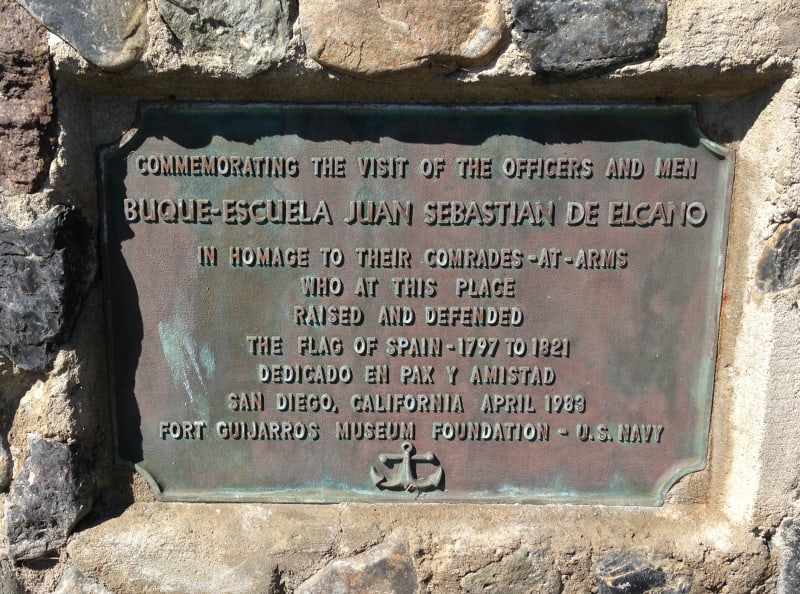 COMMEMORATING THE VISIT OF THE OFFICERS AND MEN
BUQUE-ESCUELA JUAN SEBASTIAN DE ELCANO
IN HOMAGE TO THEIR COMRADES-AT-ARMS
WHO AT THIS PLACE
RAISED AND DEFENDED
THE FLAG OF SPAIN-1797 TO 1821
DEDICADO EN PAX Y AMISTAD
SAN DIEGO, CALIFORNIA APRIL 1983
FORT GUIJARROS MUSEUM FOUNDATION - U.S. NAVY